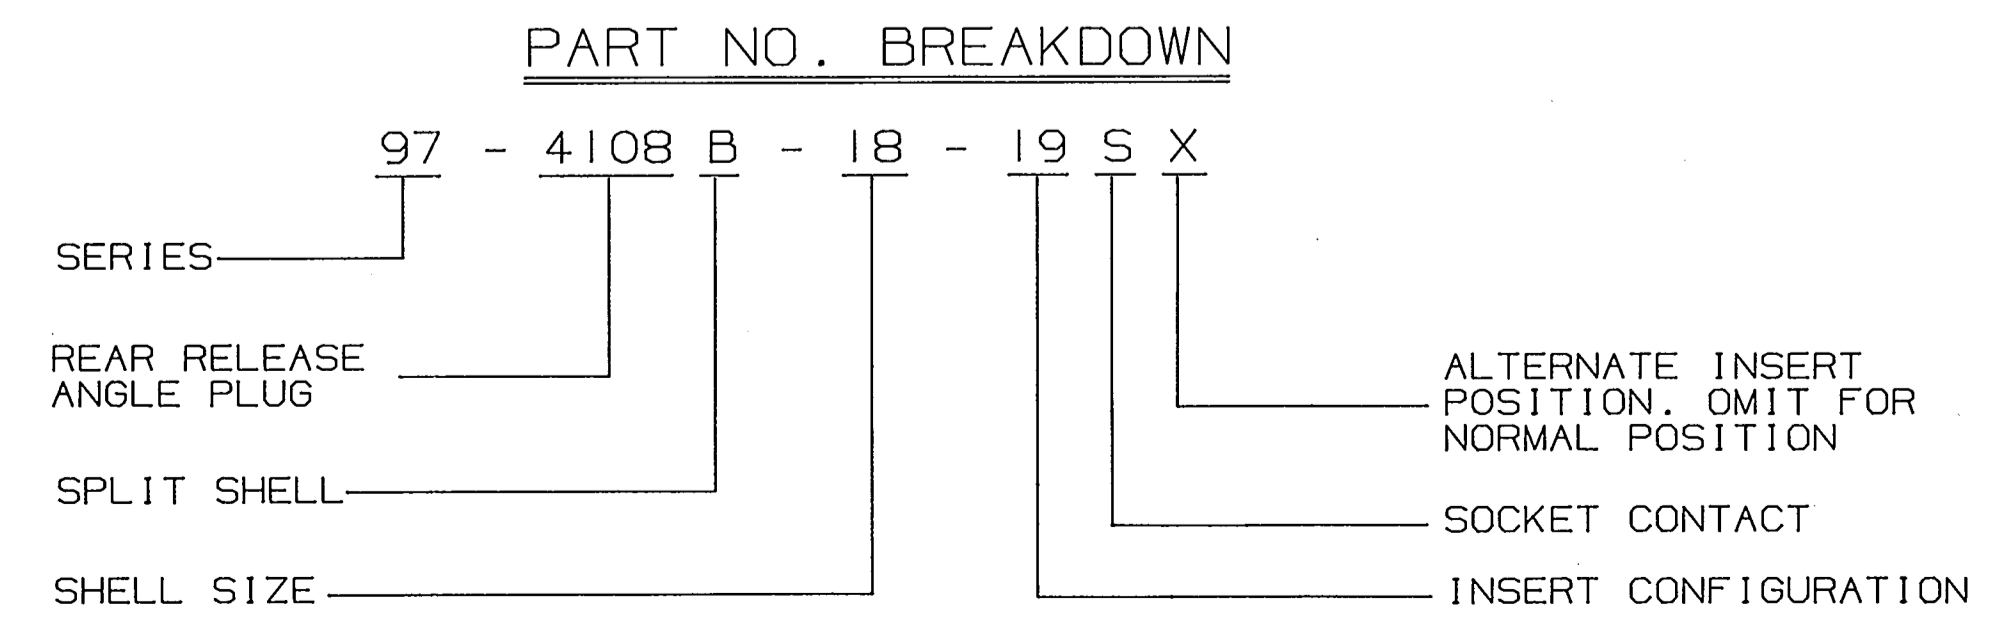 PART NO. BREAKDOWN
97 - 4108 B - 18 - 19 S X
SERIES
REAR RELEASE
ANGLE PLUG
SPLIT SHELL
SHELL SIZE
ALTERNATE INSERT
POSITION. OMIT FOR
NORMAL POSITION
SOCKET CONTACT
INSERT CONFIGURATION